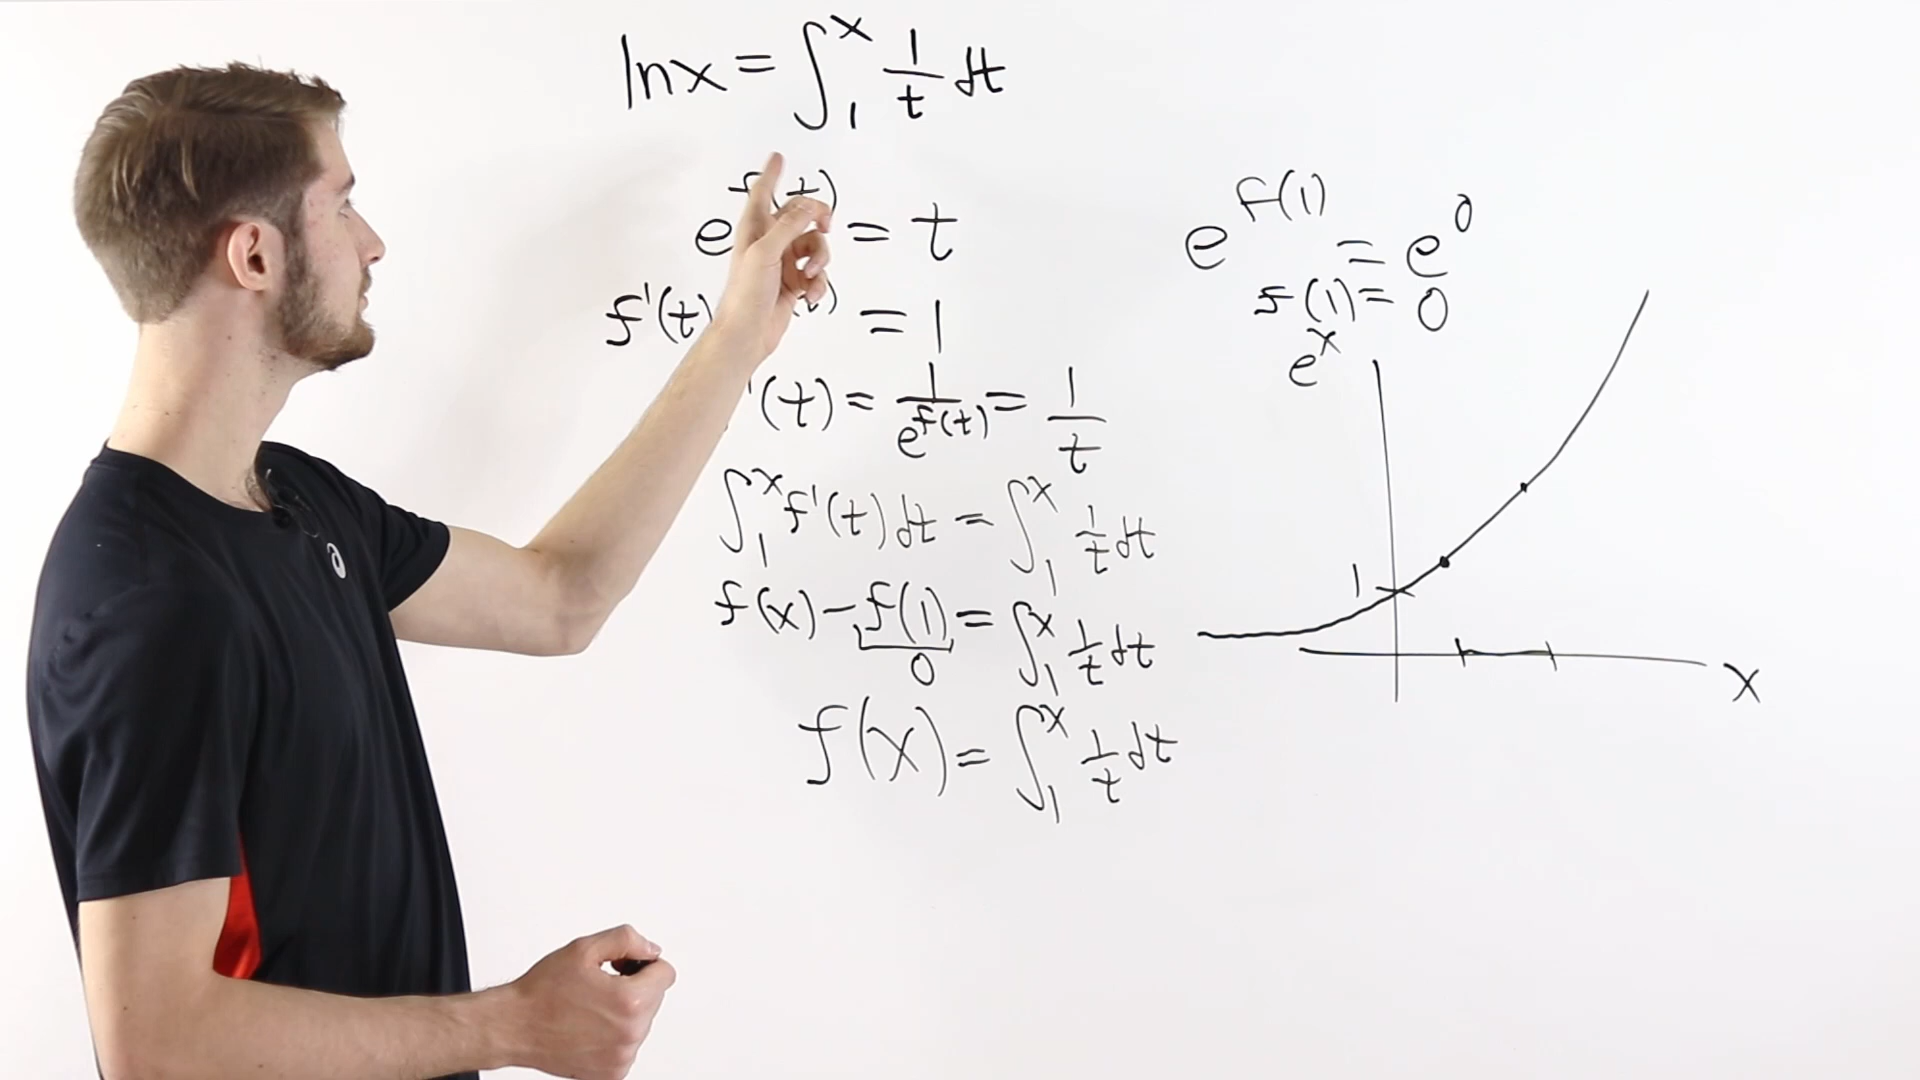 ln x = ∫₁ˣ 1/t dt
e^f(t) = t
f'(t) (t) = 1
'(t) = 1/e^f(t) = 1/t
∫₁ˣ f'(t) dt = ∫₁ˣ 1/t dt
f(x) - f(1) = ∫₁ˣ 1/t dt
0
f(x) = ∫₁ˣ 1/t dt
e^f(1) = e^0
f(1) = 0
e^x
1
x